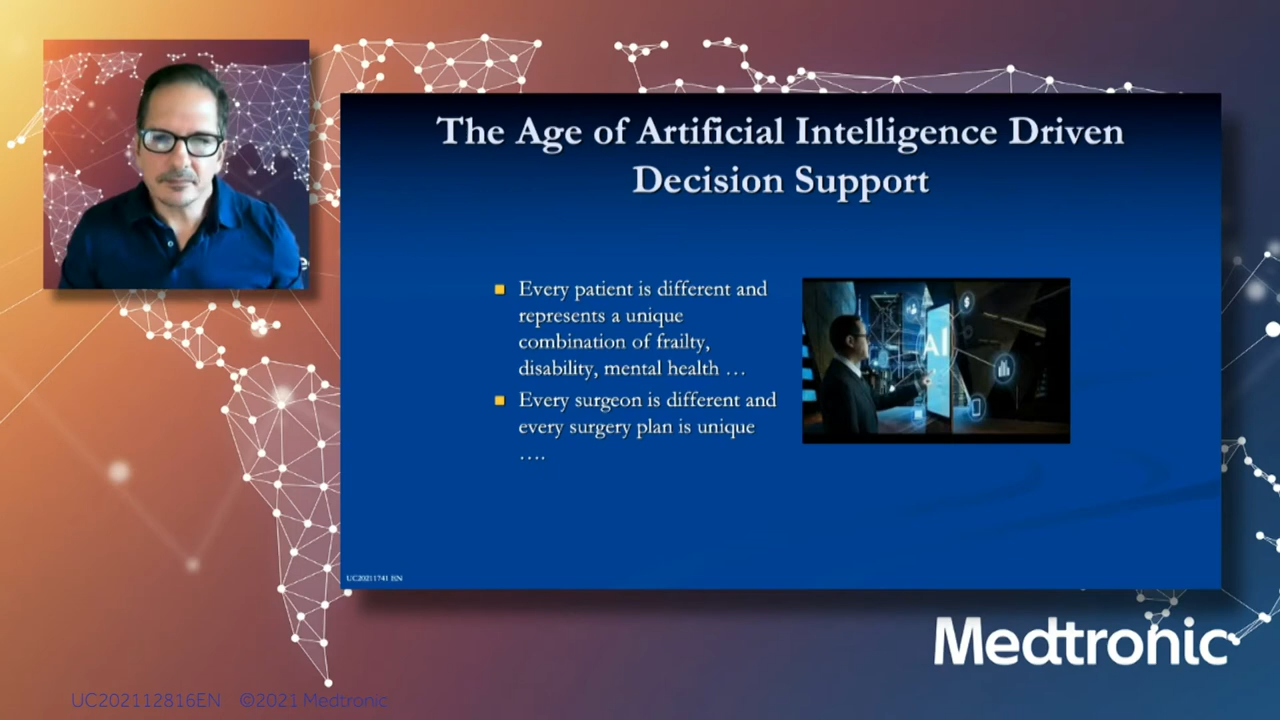 The Age of Artificial Intelligence Driven
Decision Support
Every patient is different and
represents a unique
combination of frailty,
disability, mental health …
Every surgeon is different and
every surgery plan is unique
….
AI
$
UC20211741 EN
Medtronic
UC202112816EN ©2021 Medtronic